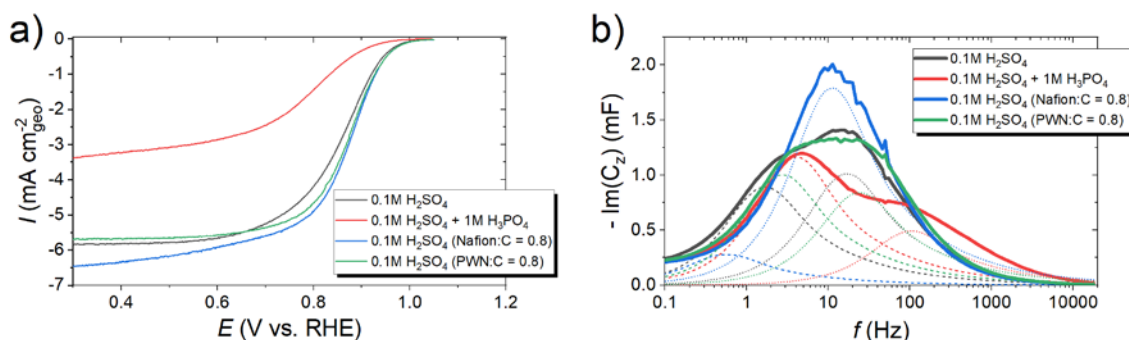 a)
0
-1
-2
-3
-4
-5
-6
-7
I (mA cm⁻²geo)
0.1M H₂SO₄
0.1M H₂SO₄ + 1M H₃PO₄
0.1M H₂SO₄ (Nafion:C = 0.8)
0.1M H₂SO₄ (PWN:C = 0.8)
0.4 0.6 0.8 1.0 1.2
E (V vs. RHE)
b)
2.0
1.5
1.0
0.5
0.0
- Im(C_z) (mF)
0.1M H₂SO₄
0.1M H₂SO₄ + 1M H₃PO₄
0.1M H₂SO₄ (Nafion:C = 0.8)
0.1M H₂SO₄ (PWN:C = 0.8)
0.1 1 10 100 1000 10000
f (Hz)